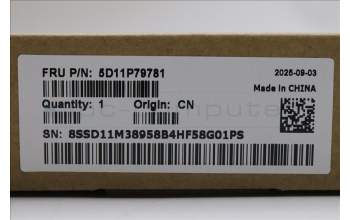 FRU P/N: 5D11P79781
2025-09-03
Made in CHINA
Quantity: 1 Origin: CN
SN: 8SSD11M38958B4HF58G01PS